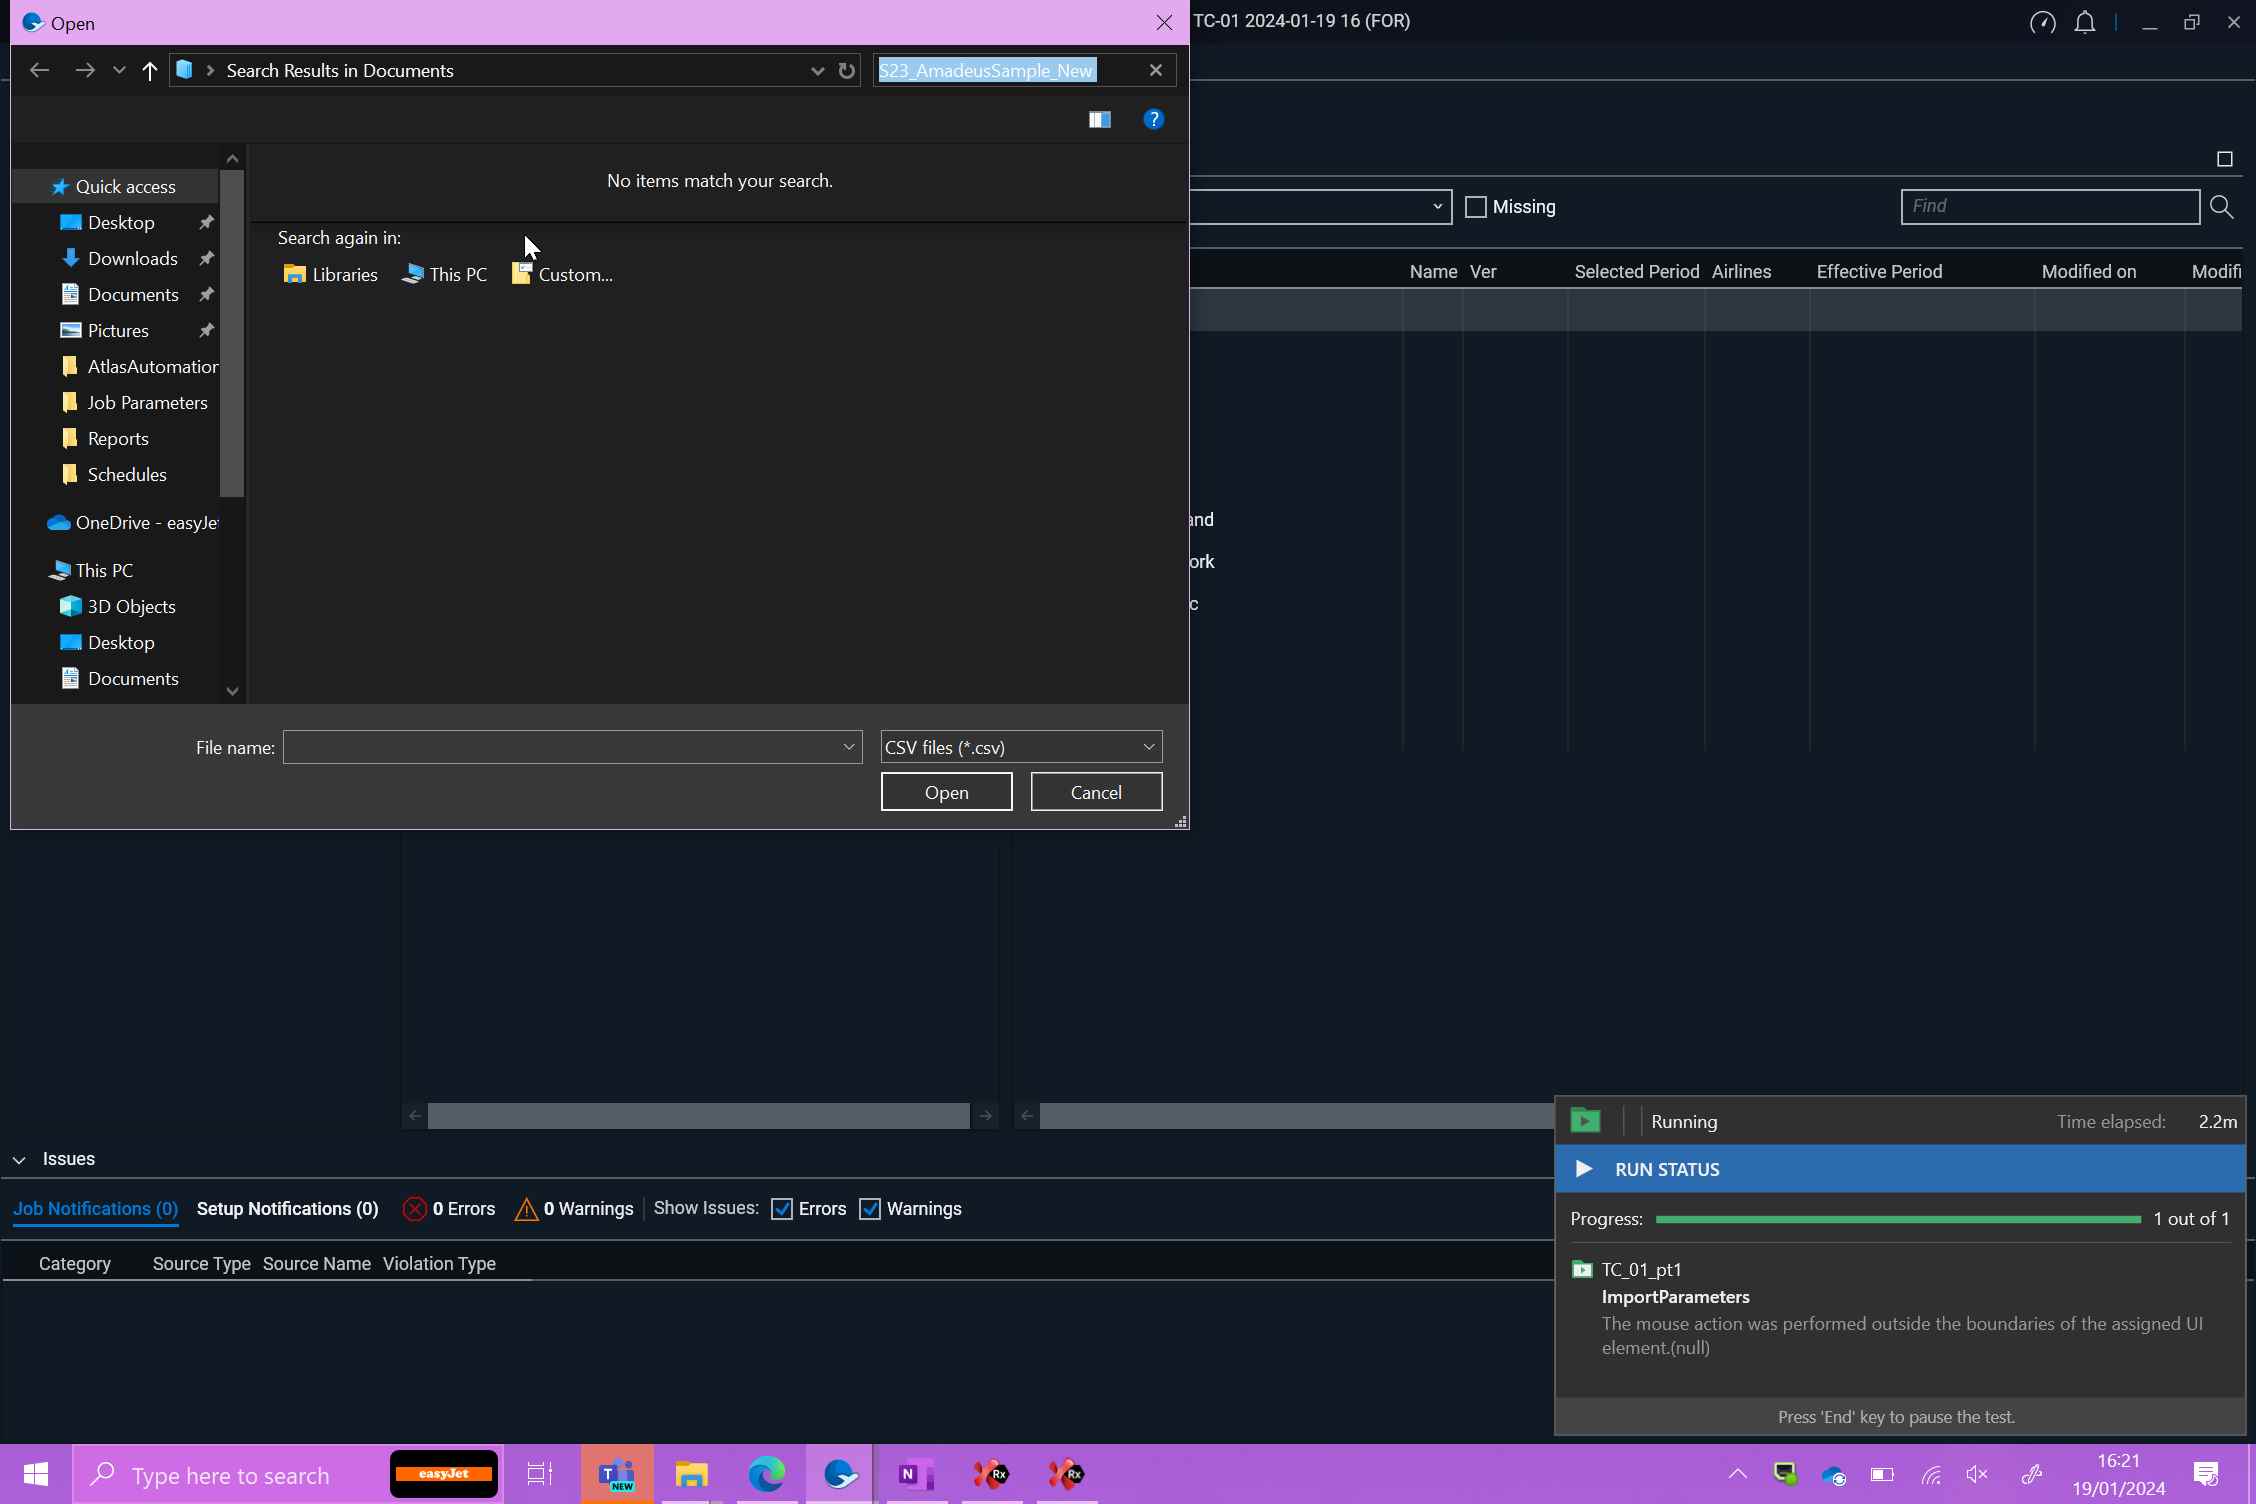 Open
TC-01 2024-01-19 16 (FOR)
Search Results in Documents
S23_AmadeusSample_New
?
Quick access
No items match your search.
Desktop
Search again in:
Missing
Find
Downloads
Libraries
This PC
Custom...
Name Ver Selected Period Airlines Effective Period Modified on Modifi
Documents
Pictures
AtlasAutomation
Job Parameters
Reports
Schedules
OneDrive - easyJet
and
ork
c
This PC
3D Objects
Desktop
Documents
File name:
CSV files (*.csv)
Open
Cancel
Issues
Job Notifications (0) Setup Notifications (0) 0 Errors 0 Warnings Show Issues: Errors Warnings
Category Source Type Source Name Violation Type
Running Time elapsed: 2.2m
RUN STATUS
Progress: 1 out of 1
TC_01_pt1
ImportParameters
The mouse action was performed outside the boundaries of the assigned UI
element.(null)
Press 'End' key to pause the test.
Type here to search
easyJet
T
NEW
N
Rx
Rx
16:21
19/01/2024
3